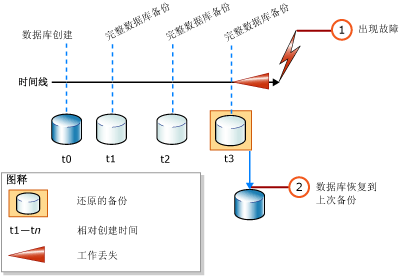 数据库创建
完整数据库备份
完整数据库备份
完整数据库备份
1
出现故障
时间线
t0
t1
t2
t3
2
数据库恢复到
上次备份
图释
还原的备份
t1—tn
相对创建时间
工作丢失